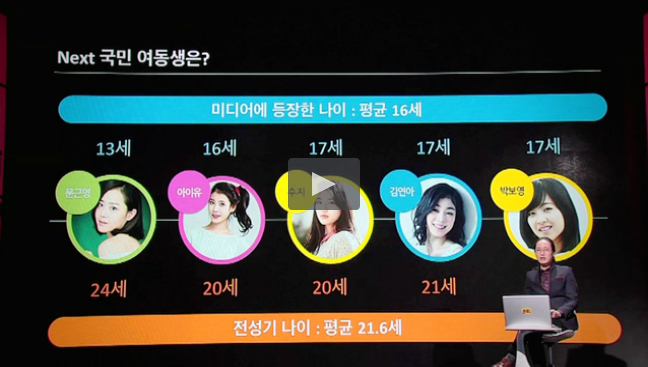 Next 국민 여동생은?
미디어에 등장한 나이 : 평균 16세
13세 16세 17세 17세 17세
문근영 아이유 수지 김연아 박보영
24세 20세 20세 21세
전성기 나이 : 평균 21.6세